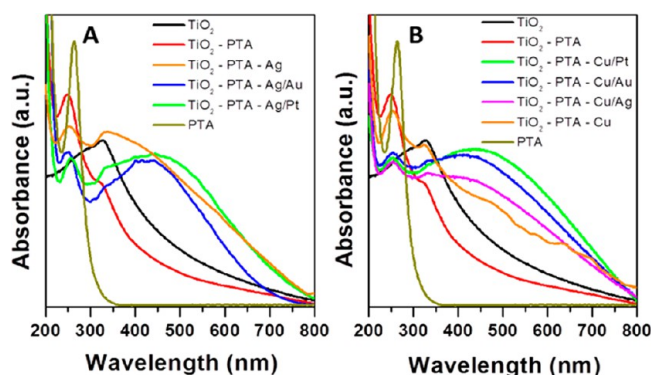 A
TiO₂
TiO₂ - PTA
TiO₂ - PTA - Ag
TiO₂ - PTA - Ag/Au
TiO₂ - PTA - Ag/Pt
PTA
Absorbance (a.u.)
200 300 400 500 600 700 800
Wavelength (nm)
B
TiO₂
TiO₂ - PTA
TiO₂ - PTA - Cu/Pt
TiO₂ - PTA - Cu/Au
TiO₂ - PTA - Cu/Ag
TiO₂ - PTA - Cu
PTA
Absorbance (a.u.)
200 300 400 500 600 700 800
Wavelength (nm)